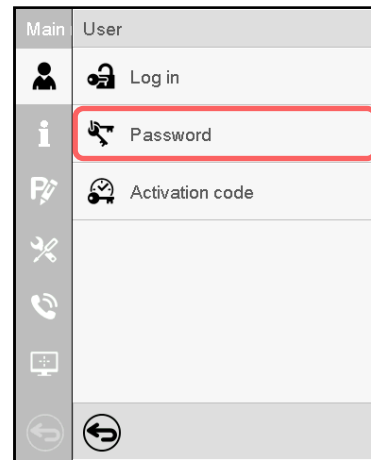 Main
User
Log in
Password
Activation code